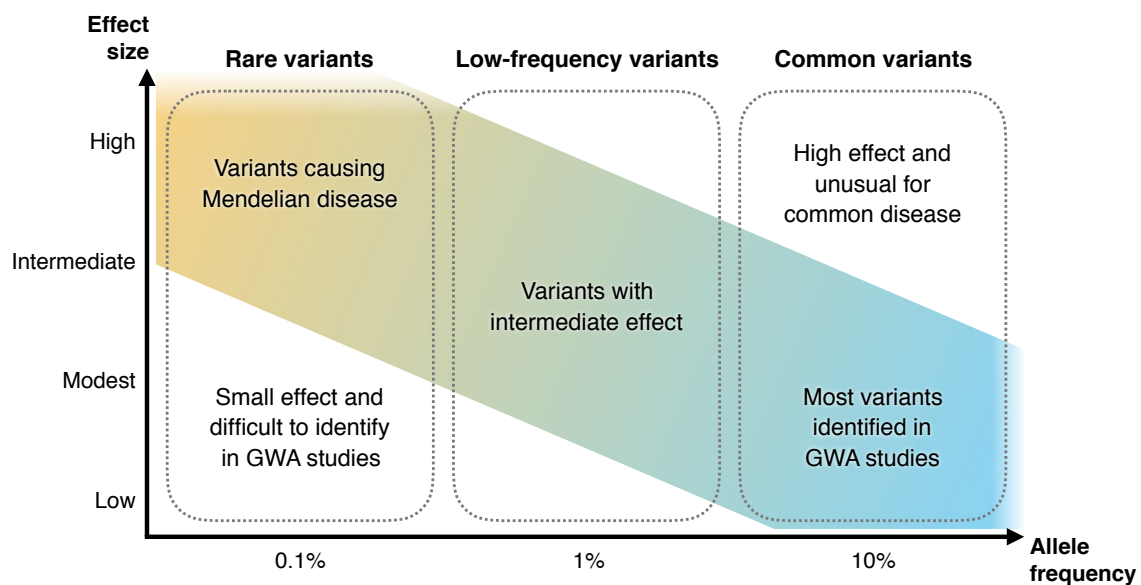 Effect
size
Rare variants
Low-frequency variants
Common variants
High
Intermediate
Modest
Low
Variants causing
Mendelian disease
High effect and
unusual for
common disease
Variants with
intermediate effect
Small effect and
difficult to identify
in GWA studies
Most variants
identified in
GWA studies
0.1%
1%
10%
Allele
frequency